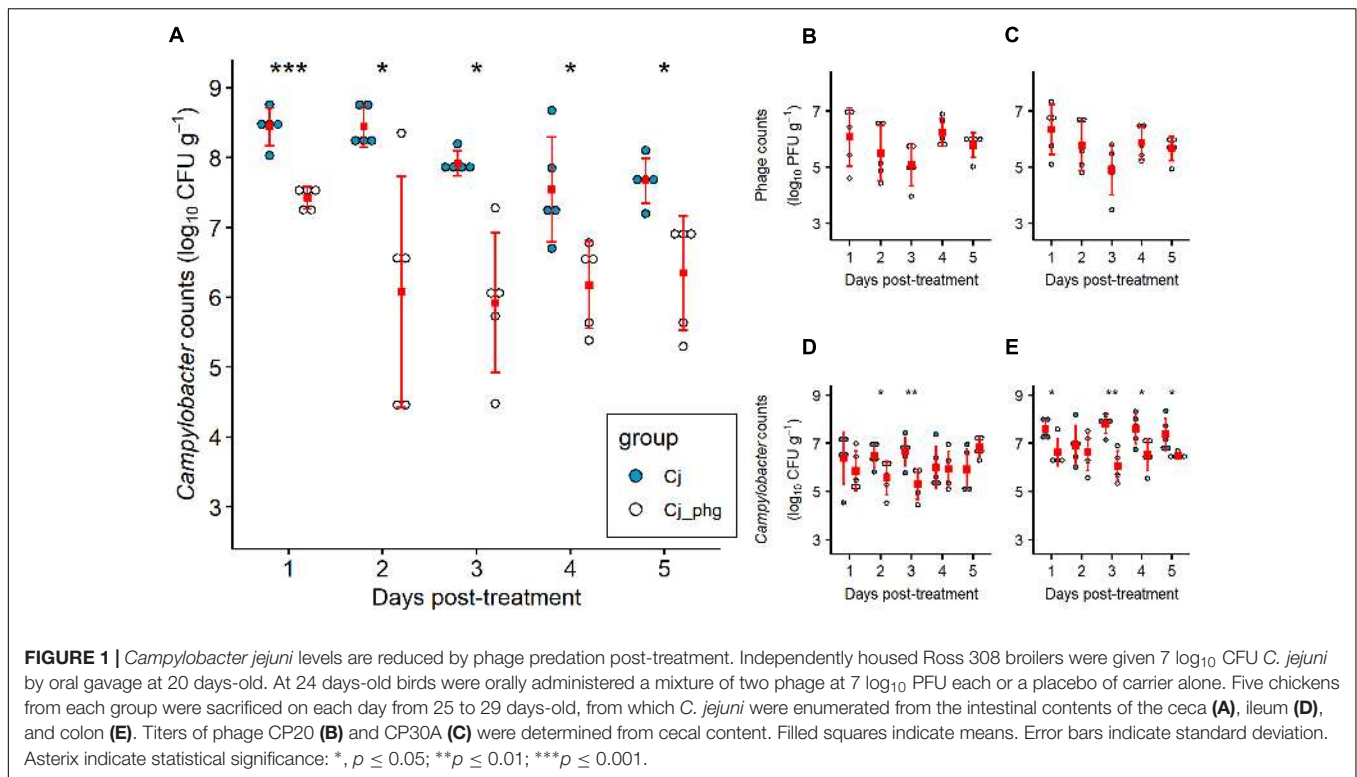 A
*** * * * *
Campylobacter counts (log₁₀ CFU g⁻¹)
9
8
7
6
5
4
3
1 2 3 4 5
Days post-treatment
group
Cj
Cj_phg
B
Phage counts
(log₁₀ PFU g⁻¹)
7
5
3
1 2 3 4 5
Days post-treatment
C
7
5
3
1 2 3 4 5
Days post-treatment
D
* **
Campylobacter counts
(log₁₀ CFU g⁻¹)
9
7
5
3
1 2 3 4 5
Days post-treatment
E
* ** * *
9
7
5
3
1 2 3 4 5
Days post-treatment
FIGURE 1 | Campylobacter jejuni levels are reduced by phage predation post-treatment. Independently housed Ross 308 broilers were given 7 log₁₀ CFU C. jejuni
by oral gavage at 20 days-old. At 24 days-old birds were orally administered a mixture of two phage at 7 log₁₀ PFU each or a placebo of carrier alone. Five chickens
from each group were sacrificed on each day from 25 to 29 days-old, from which C. jejuni were enumerated from the intestinal contents of the ceca (A), ileum (D),
and colon (E). Titers of phage CP20 (B) and CP30A (C) were determined from cecal content. Filled squares indicate means. Error bars indicate standard deviation.
Asterix indicate statistical significance: *, p ≤ 0.05; **p ≤ 0.01; ***p ≤ 0.001.